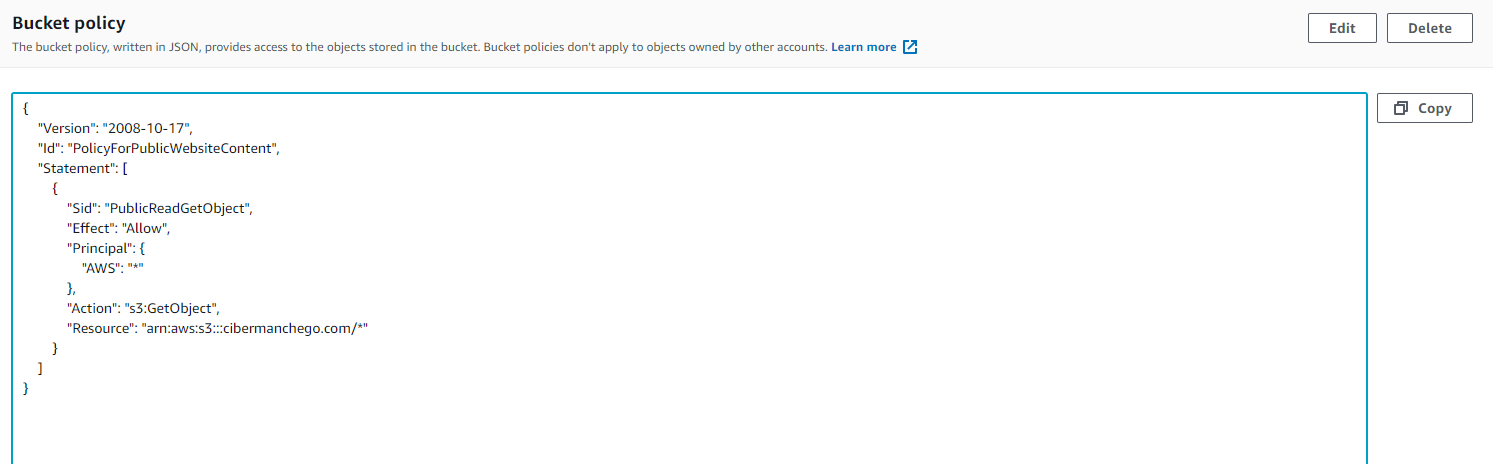 Bucket policy
Edit
Delete
The bucket policy, written in JSON, provides access to the objects stored in the bucket. Bucket policies don't apply to objects owned by other accounts. Learn more
Copy
{
"Version": "2008-10-17",
"Id": "PolicyForPublicWebsiteContent",
"Statement": [
{
"Sid": "PublicReadGetObject",
"Effect": "Allow",
"Principal": {
"AWS": "*"
},
"Action": "s3:GetObject",
"Resource": "arn:aws:s3:::cibermanchego.com/*"
}
]
}